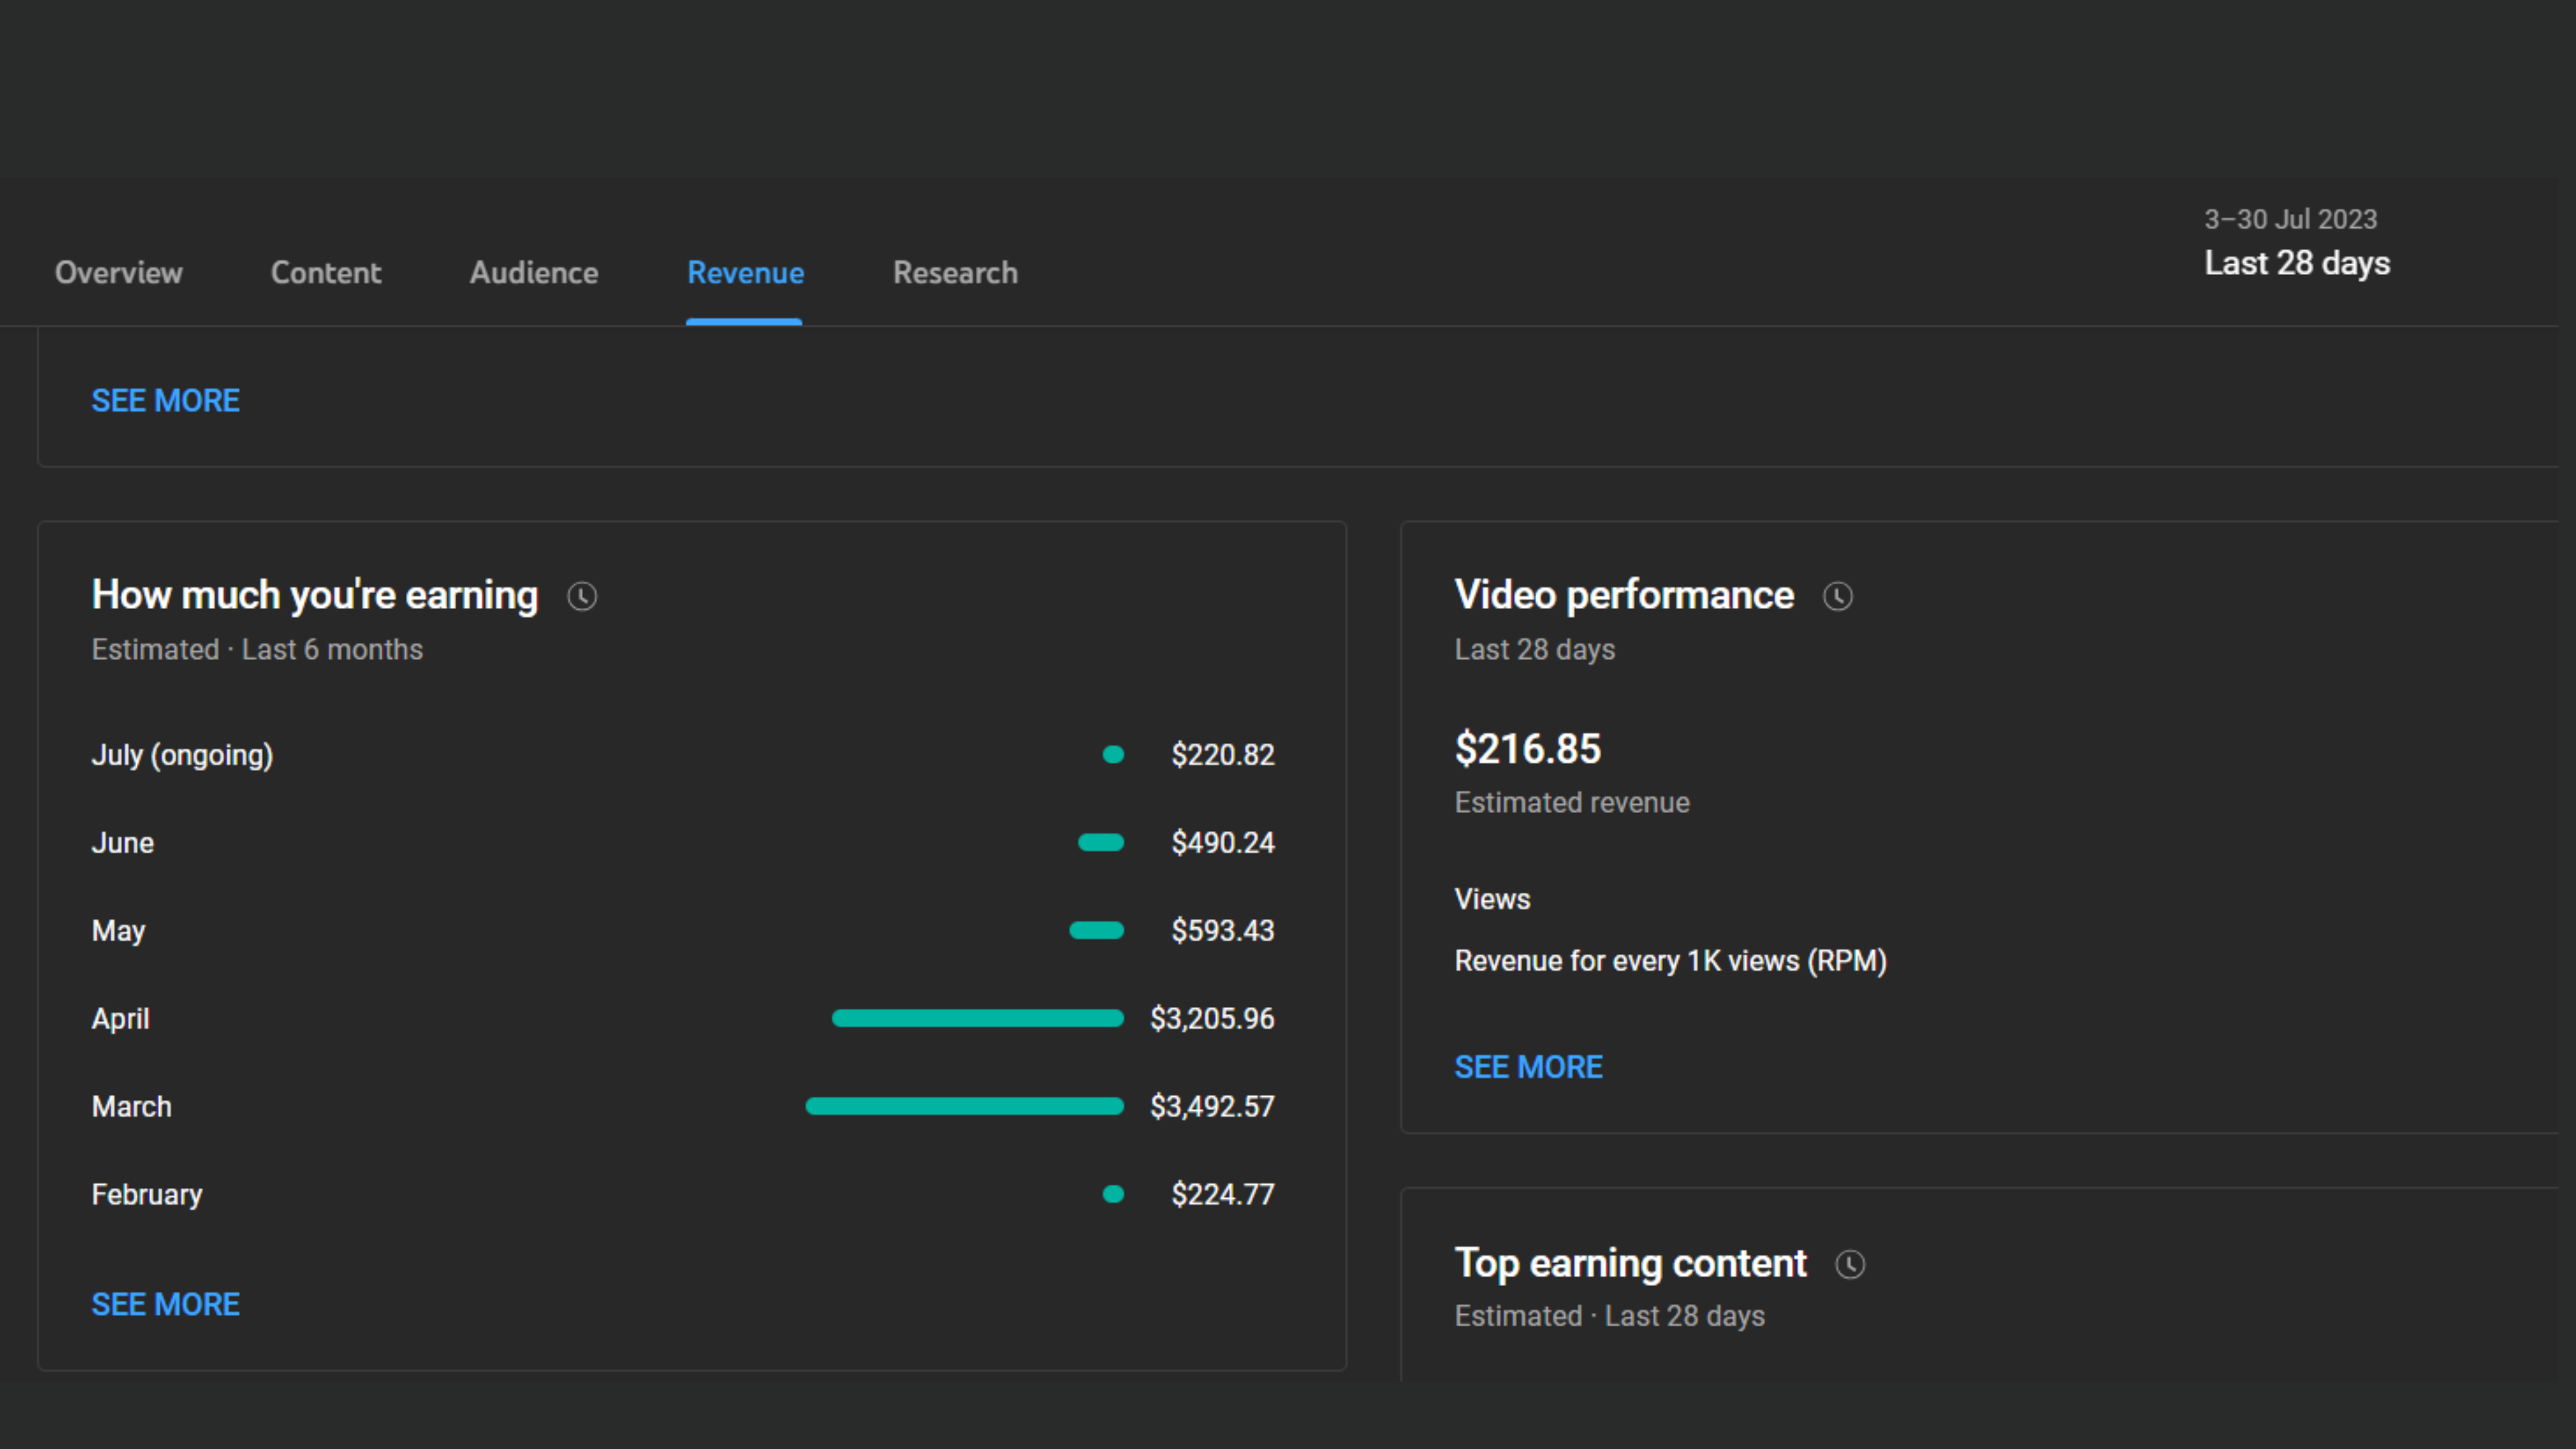 3–30 Jul 2023
Last 28 days
Overview Content Audience Revenue Research
SEE MORE
How much you're earning
Estimated · Last 6 months
July (ongoing) $220.82
June $490.24
May $593.43
April $3,205.96
March $3,492.57
February $224.77
SEE MORE
Video performance
Last 28 days
$216.85
Estimated revenue
Views
Revenue for every 1K views (RPM)
SEE MORE
Top earning content
Estimated · Last 28 days